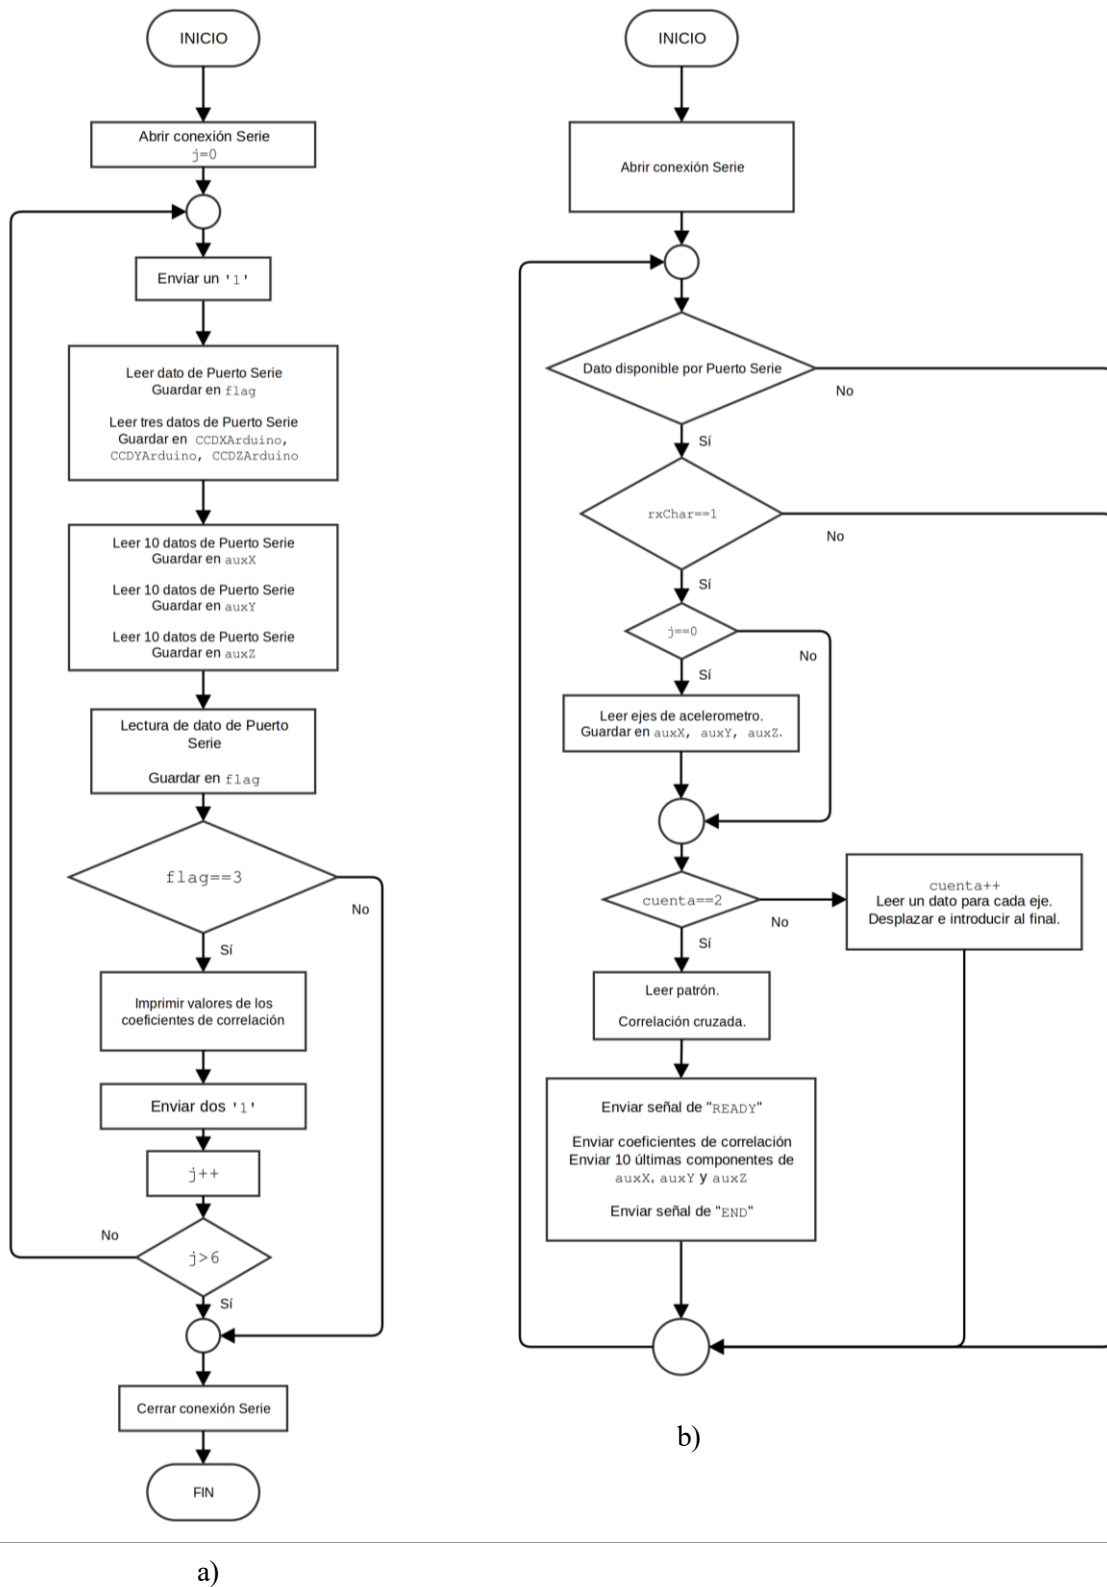 INICIO
Abrir conexión Serie
j=0
Enviar un '1'
Leer dato de Puerto Serie
Guardar en flag
Leer tres datos de Puerto Serie
Guardar en CCDXArduino,
CCDYArduino, CCDZArduino
Leer 10 datos de Puerto Serie
Guardar en auxX
Leer 10 datos de Puerto Serie
Guardar en auxY
Leer 10 datos de Puerto Serie
Guardar en auxZ
Lectura de dato de Puerto
Serie
Guardar en flag
flag==3
No
Sí
Imprimir valores de los
coeficientes de correlación
Enviar dos '1'
j++
No
j>6
Sí
Cerrar conexión Serie
FIN
a)
INICIO
Abrir conexión Serie
Dato disponible por Puerto Serie
No
Sí
rxChar==1
No
Sí
j==0
No
Sí
Leer ejes de acelerometro.
Guardar en auxX, auxY, auxZ.
cuenta==2
No
cuenta++
Leer un dato para cada eje.
Desplazar e introducir al final.
Sí
Leer patrón.
Correlación cruzada.
Enviar señal de "READY"
Enviar coeficientes de correlación
Enviar 10 últimas componentes de
auxX, auxY y auxZ
Enviar señal de "END"
b)